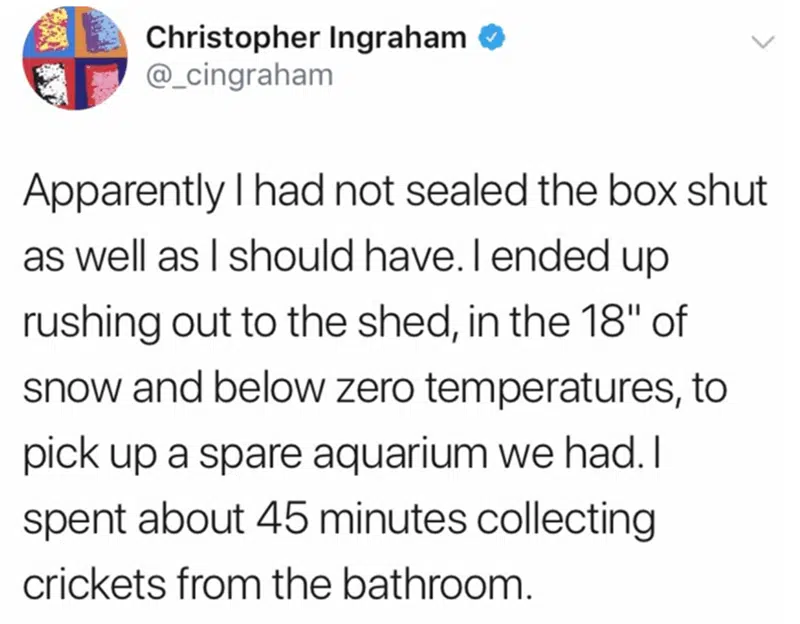 Christopher Ingraham
@_cingraham
Apparently I had not sealed the box shut
as well as I should have. I ended up
rushing out to the shed, in the 18" of
snow and below zero temperatures, to
pick up a spare aquarium we had. I
spent about 45 minutes collecting
crickets from the bathroom.